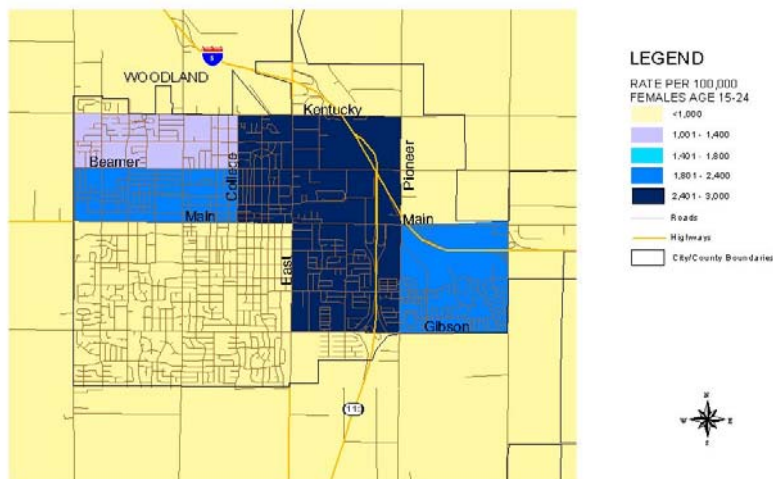 WOODLAND
5
Kentucky
Beamer
College
Pioneer
Main
Main
East
Gibson
113
LEGEND
RATE PER 100,000
FEMALES AGE 15-24
<1,000
1,001 - 1,400
1,401 - 1,800
1,801 - 2,400
2,401 - 3,000
Roads
Highways
City/County Boundaries
N
W
E
S